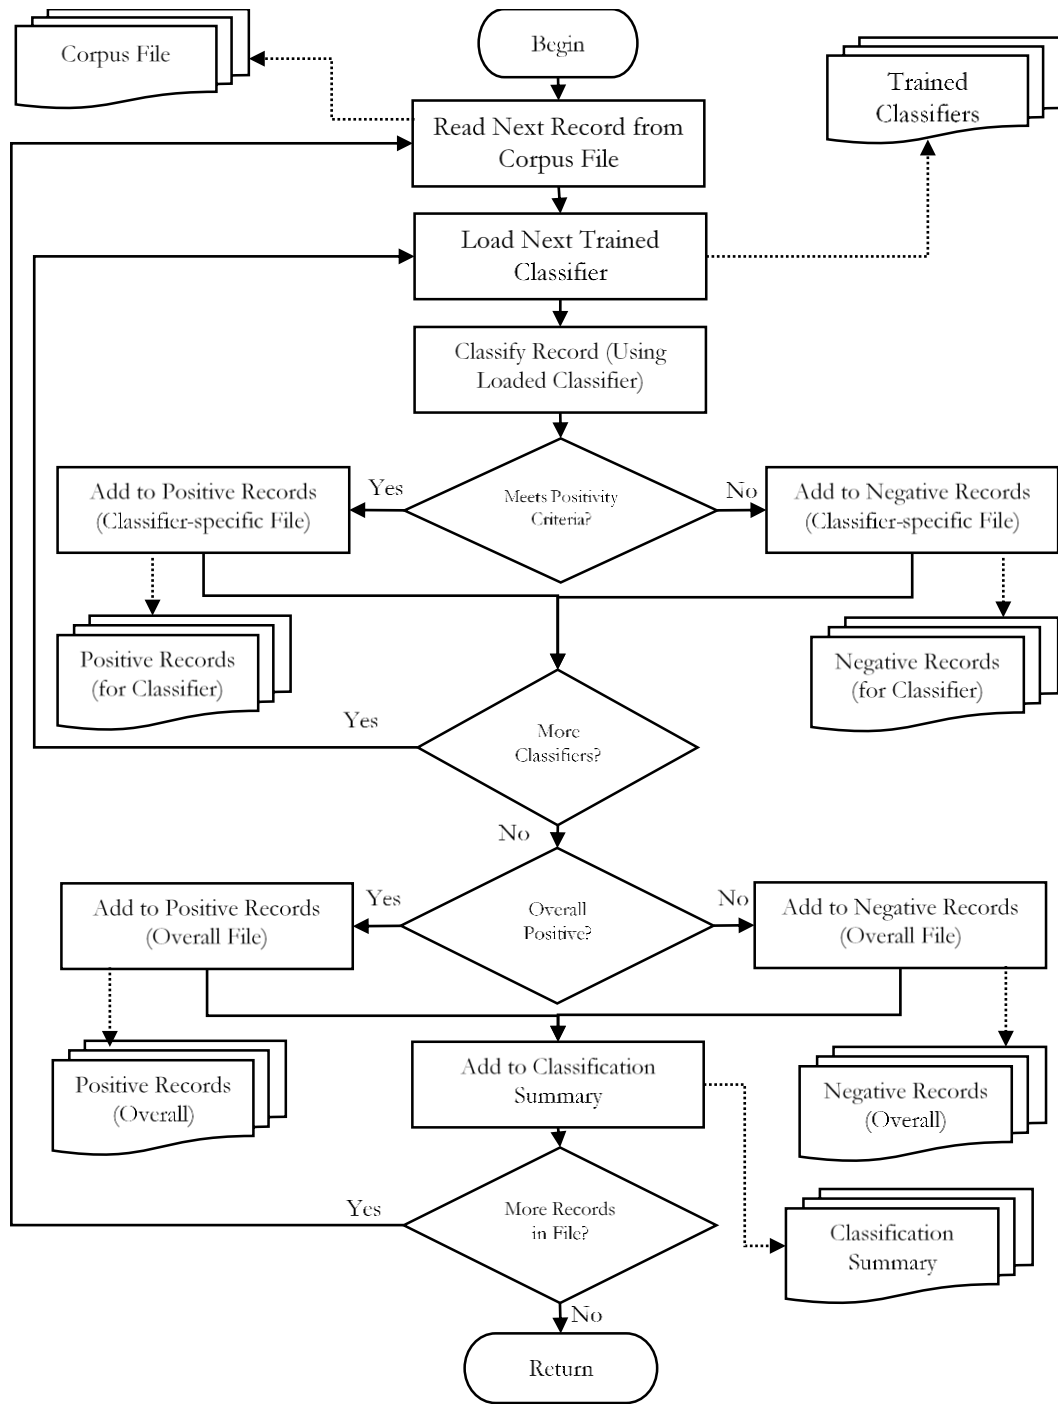 Corpus File
Begin
Trained
Classifiers
Read Next Record from
Corpus File
Load Next Trained
Classifier
Classify Record (Using
Loaded Classifier)
Add to Positive Records
(Classifier-specific File)
Yes
Meets Positivity
Criteria?
No
Add to Negative Records
(Classifier-specific File)
Positive Records
(for Classifier)
Negative Records
(for Classifier)
Yes
More
Classifiers?
No
Add to Positive Records
(Overall File)
Yes
Overall
Positive?
No
Add to Negative Records
(Overall File)
Positive Records
(Overall)
Add to Classification
Summary
Negative Records
(Overall)
Yes
More Records
in File?
Classification
Summary
No
Return